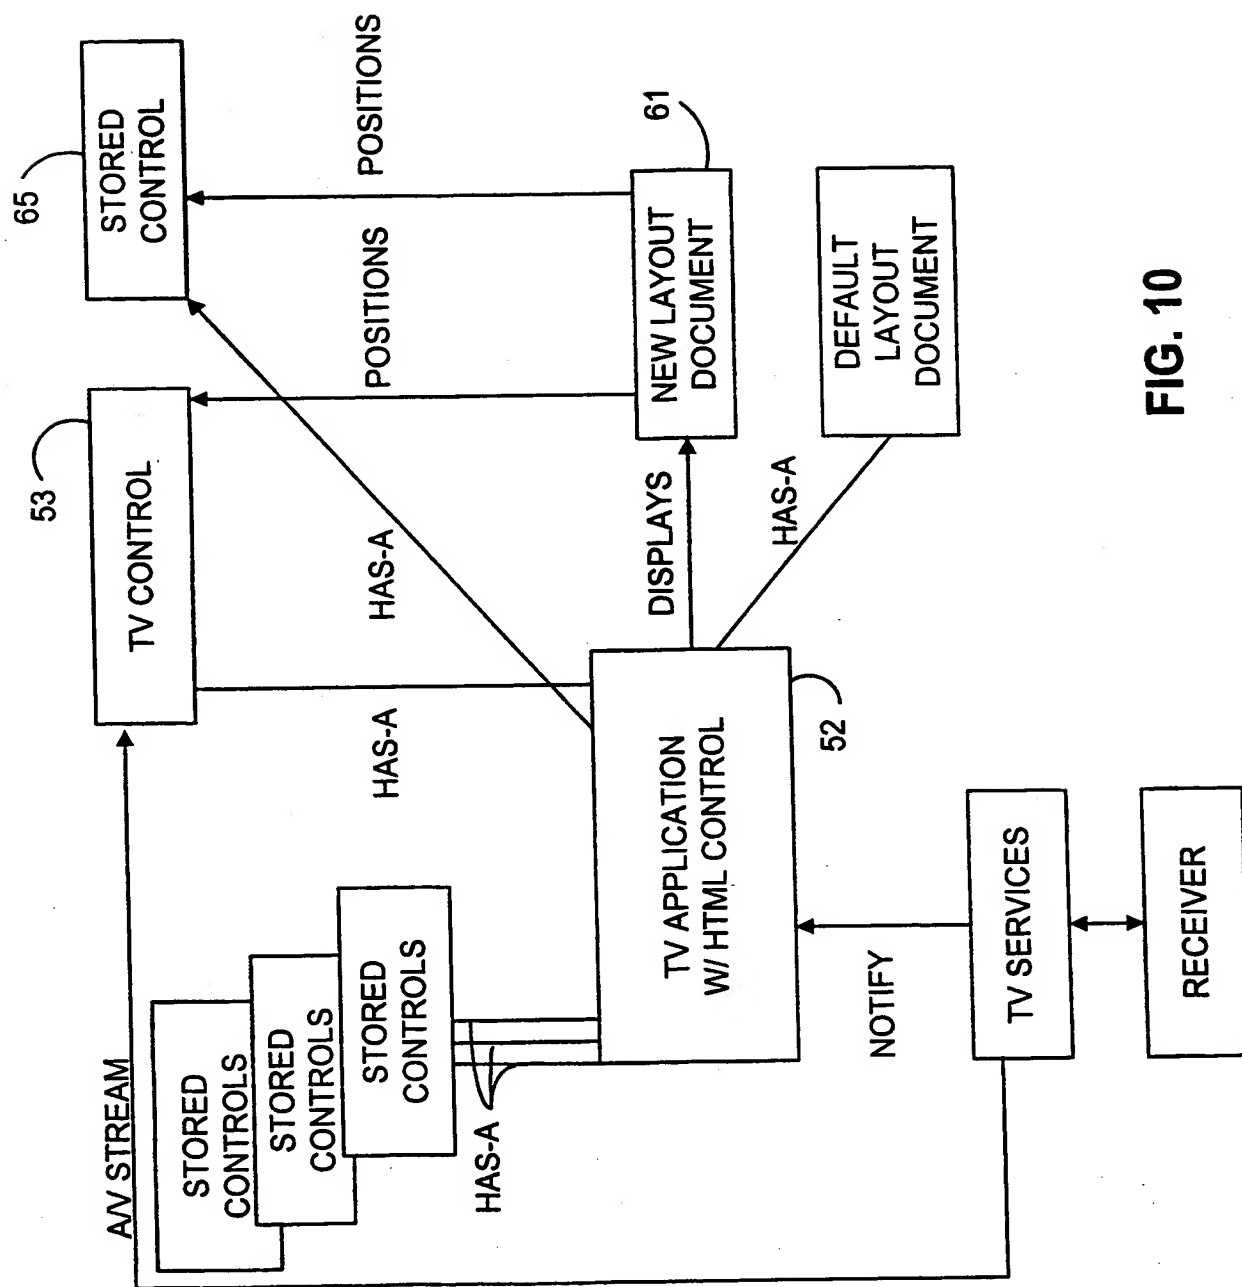 65
STORED
CONTROL
53
TV CONTROL
A/V STREAM
STORED
CONTROLS
STORED
CONTROLS
STORED
CONTROLS
HAS-A
HAS-A
HAS-A
POSITIONS
POSITIONS
61
NEW LAYOUT
DOCUMENT
DISPLAYS
TV APPLICATION
W/ HTML CONTROL
52
HAS-A
DEFAULT
LAYOUT
DOCUMENT
NOTIFY
TV SERVICES
RECEIVER
FIG. 10